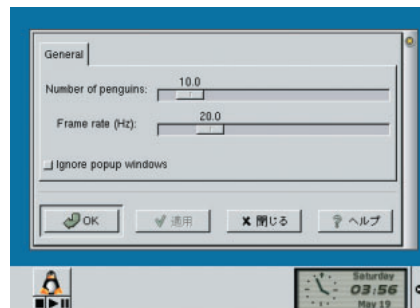 General
10.0
Number of penguins:
20.0
Frame rate (Hz):
Ignore popup windows
OK 適用 × 閉じる ? ヘルプ
Saturday
03:56
May 19